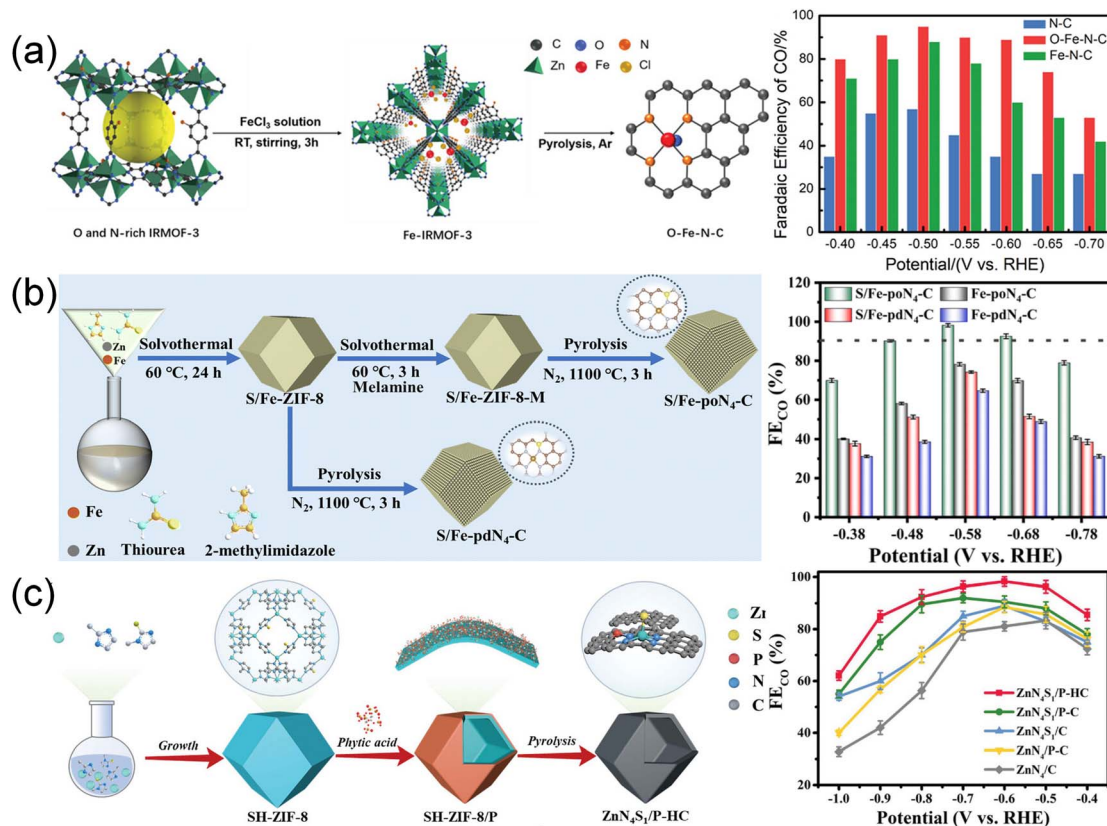 (a)
FeCl₃ solution
RT, stirring, 3h
O and N-rich IRMOF-3
C
O
N
Zn
Fe
Cl
Fe-IRMOF-3
Pyrolysis, Ar
O-Fe-N-C
Faradaic Efficiency of CO/%
100
80
60
40
20
0
N-C
O-Fe-N-C
Fe-N-C
-0.40 -0.45 -0.50 -0.55 -0.60 -0.65 -0.70
Potential/(V vs. RHE)
(b)
Zn
Fe
Solvothermal
60 °C, 24 h
S/Fe-ZIF-8
Solvothermal
60 °C, 3 h
Melamine
S/Fe-ZIF-8-M
Pyrolysis
N₂, 1100 °C, 3 h
S/Fe-poN₄-C
Pyrolysis
N₂, 1100 °C, 3 h
S/Fe-pdN₄-C
Fe
Zn
Thiourea
2-methylimidazole
FE_CO (%)
120
100
80
60
40
20
0
S/Fe-poN₄-C
Fe-poN₄-C
S/Fe-pdN₄-C
Fe-pdN₄-C
-0.38 -0.48 -0.58 -0.68 -0.78
Potential (V vs. RHE)
(c)
Growth
SH-ZIF-8
Phytic acid
SH-ZIF-8/P
Pyrolysis
ZnN₄S₁/P-HC
S
P
N
C
FE_CO (%)
100
80
60
40
20
ZnN₄S₁/P-HC
ZnN₄S₁/P-C
ZnN₄S₁/C
ZnN₄/P-C
ZnN₄/C
-1.0 -0.9 -0.8 -0.7 -0.6 -0.5 -0.4
Potential (V vs. RHE)